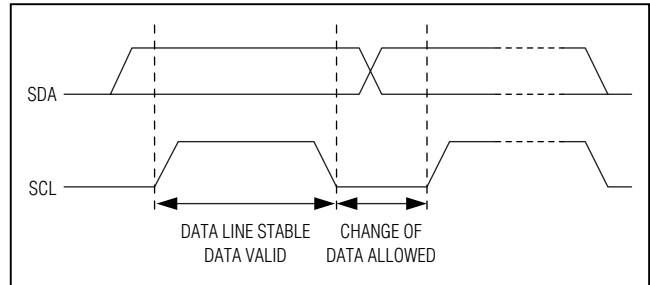 SDA
SCL
DATA LINE STABLE
DATA VALID
CHANGE OF
DATA ALLOWED